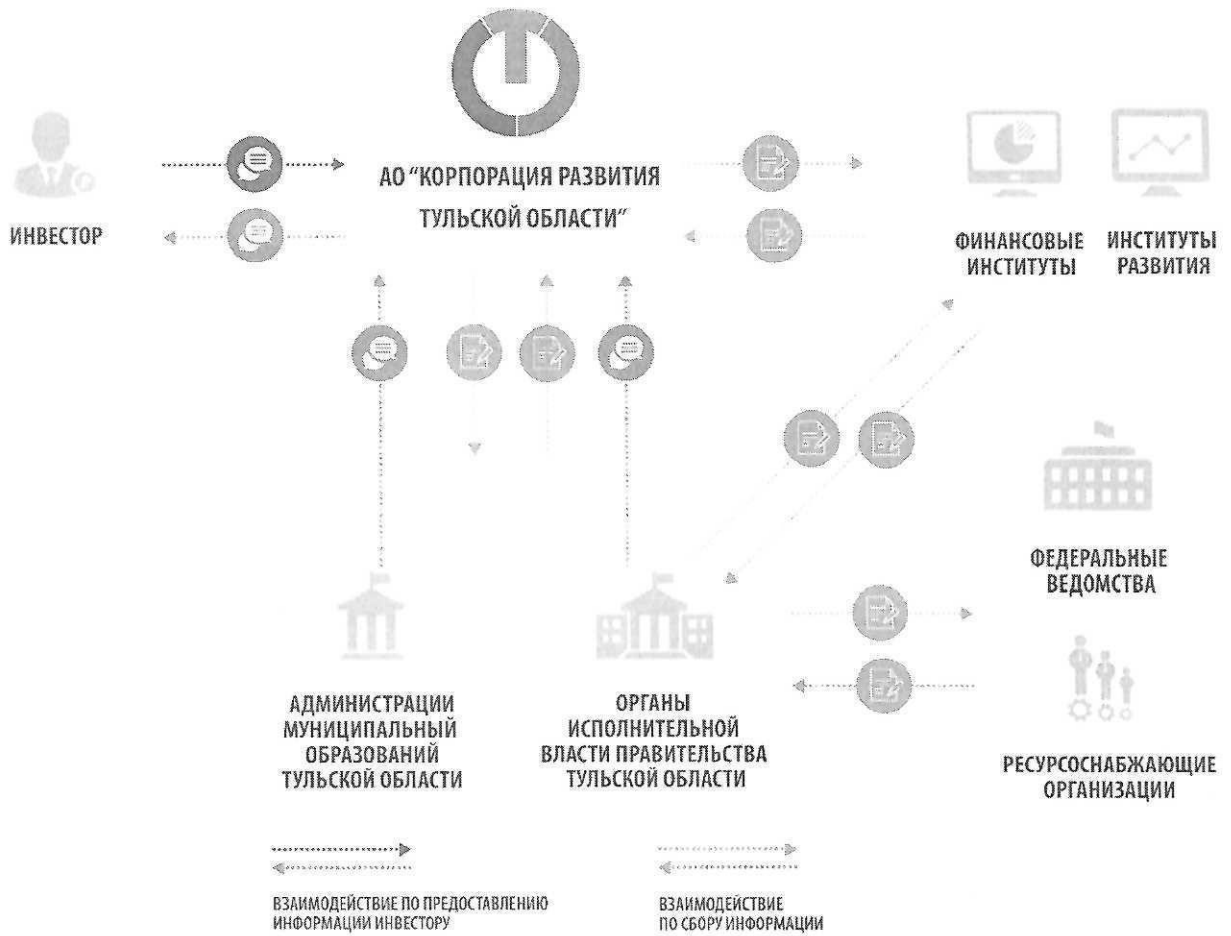 АО “КОРПОРАЦИЯ РАЗВИТИЯ
ТУЛЬСКОЙ ОБЛАСТИ”
ИНВЕСТОР
ФИНАНСОВЫЕ
ИНСТИТУТЫ
ИНСТИТУТЫ
РАЗВИТИЯ
ФЕДЕРАЛЬНЫЕ
ВЕДОМСТВА
АДМИНИСТРАЦИИ
МУНИЦИПАЛЬНЫЙ
ОБРАЗОВАНИЙ
ТУЛЬСКОЙ ОБЛАСТИ
ОРГАНЫ
ИСПОЛНИТЕЛЬНОЙ
ВЛАСТИ ПРАВИТЕЛЬСТВА
ТУЛЬСКОЙ ОБЛАСТИ
РЕСУРСОСНАБЖАЮЩИЕ
ОРГАНИЗАЦИИ
ВЗАИМОДЕЙСТВИЕ ПО ПРЕДОСТАВЛЕНИЮ
ИНФОРМАЦИИ ИНВЕСТОРУ
ВЗАИМОДЕЙСТВИЕ
ПО СБОРУ ИНФОРМАЦИИ